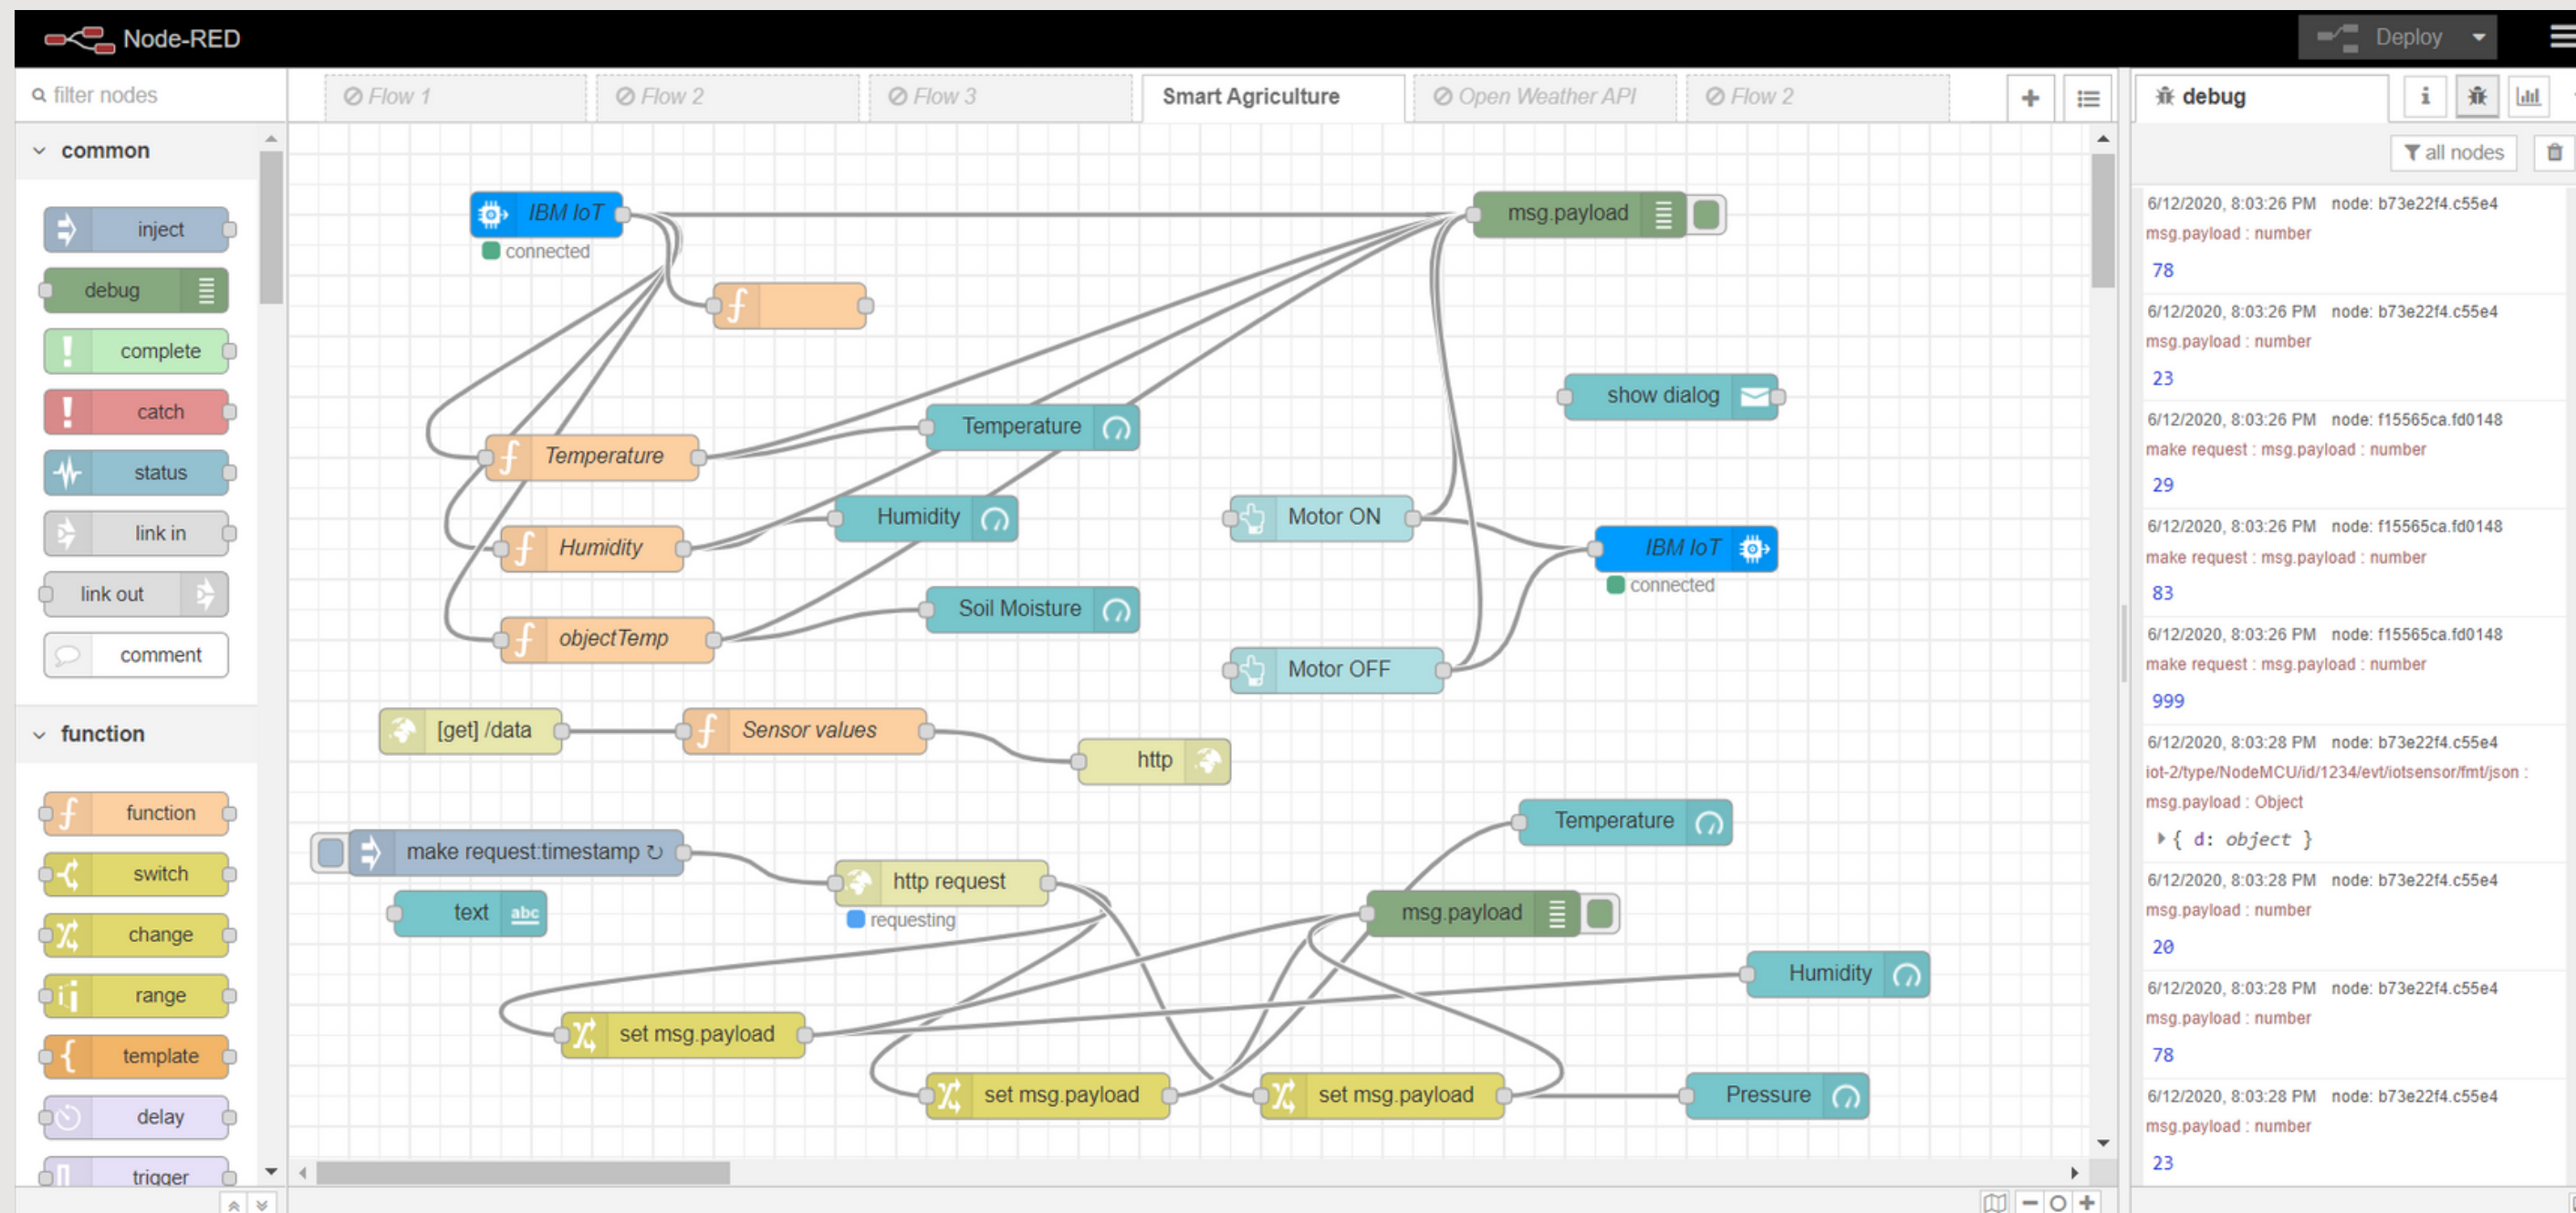 Node-RED
Deploy
filter nodes
Flow 1
Flow 2
Flow 3
Smart Agriculture
Open Weather API
Flow 2
debug
i
all nodes
common
inject
debug
complete
catch
status
link in
link out
comment
function
function
switch
change
range
template
delay
trigger
IBM IoT
connected
msg.payload
show dialog
Temperature
Temperature
Humidity
Humidity
Motor ON
IBM IoT
connected
objectTemp
Soil Moisture
Motor OFF
[get] /data
Sensor values
http
Temperature
make request:timestamp ↻
http request
requesting
text
abc
msg.payload
Humidity
set msg.payload
set msg.payload
set msg.payload
Pressure
6/12/2020, 8:03:26 PM node: b73e22f4.c55e4
msg.payload : number
78
6/12/2020, 8:03:26 PM node: b73e22f4.c55e4
msg.payload : number
23
6/12/2020, 8:03:26 PM node: f15565ca.fd0148
make request : msg.payload : number
29
6/12/2020, 8:03:26 PM node: f15565ca.fd0148
make request : msg.payload : number
83
6/12/2020, 8:03:26 PM node: f15565ca.fd0148
make request : msg.payload : number
999
6/12/2020, 8:03:28 PM node: b73e22f4.c55e4
iot-2/type/NodeMCU/id/1234/evt/iotsensor/fmt/json :
msg.payload : Object
{ d: object }
6/12/2020, 8:03:28 PM node: b73e22f4.c55e4
msg.payload : number
20
6/12/2020, 8:03:28 PM node: b73e22f4.c55e4
msg.payload : number
78
6/12/2020, 8:03:28 PM node: b73e22f4.c55e4
msg.payload : number
23